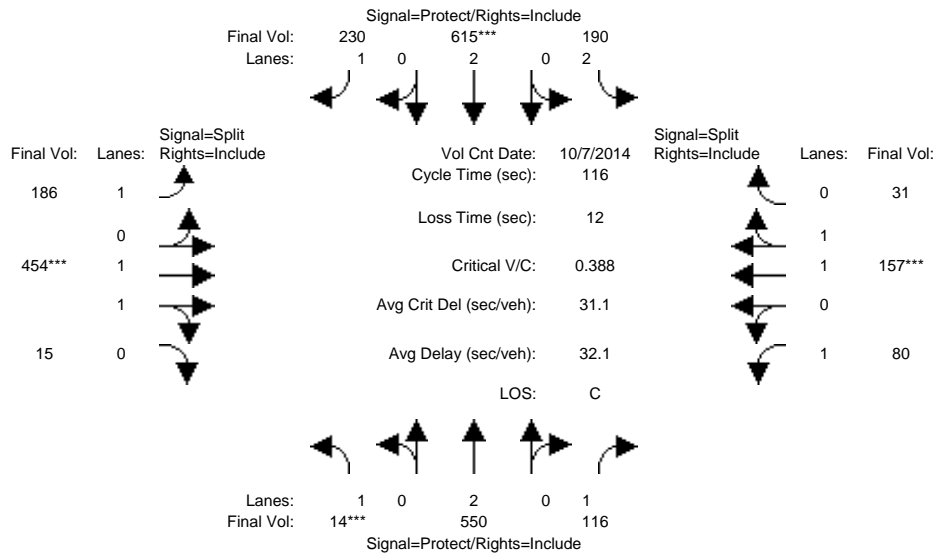 Signal=Protect/Rights=Include
Final Vol: 230 615*** 190
Lanes: 1 0 2 0 2
Signal=Split
Final Vol: Lanes: Rights=Include
Vol Cnt Date: 10/7/2014
Signal=Split
Rights=Include Lanes: Final Vol:
Cycle Time (sec): 116
186 1
0 31
Loss Time (sec): 12
0
1
454*** 1
Critical V/C: 0.388
1 157***
1
Avg Crit Del (sec/veh): 31.1
0
15 0
Avg Delay (sec/veh): 32.1
1 80
LOS: C
Lanes: 1 0 2 0 1
Final Vol: 14*** 550 116
Signal=Protect/Rights=Include